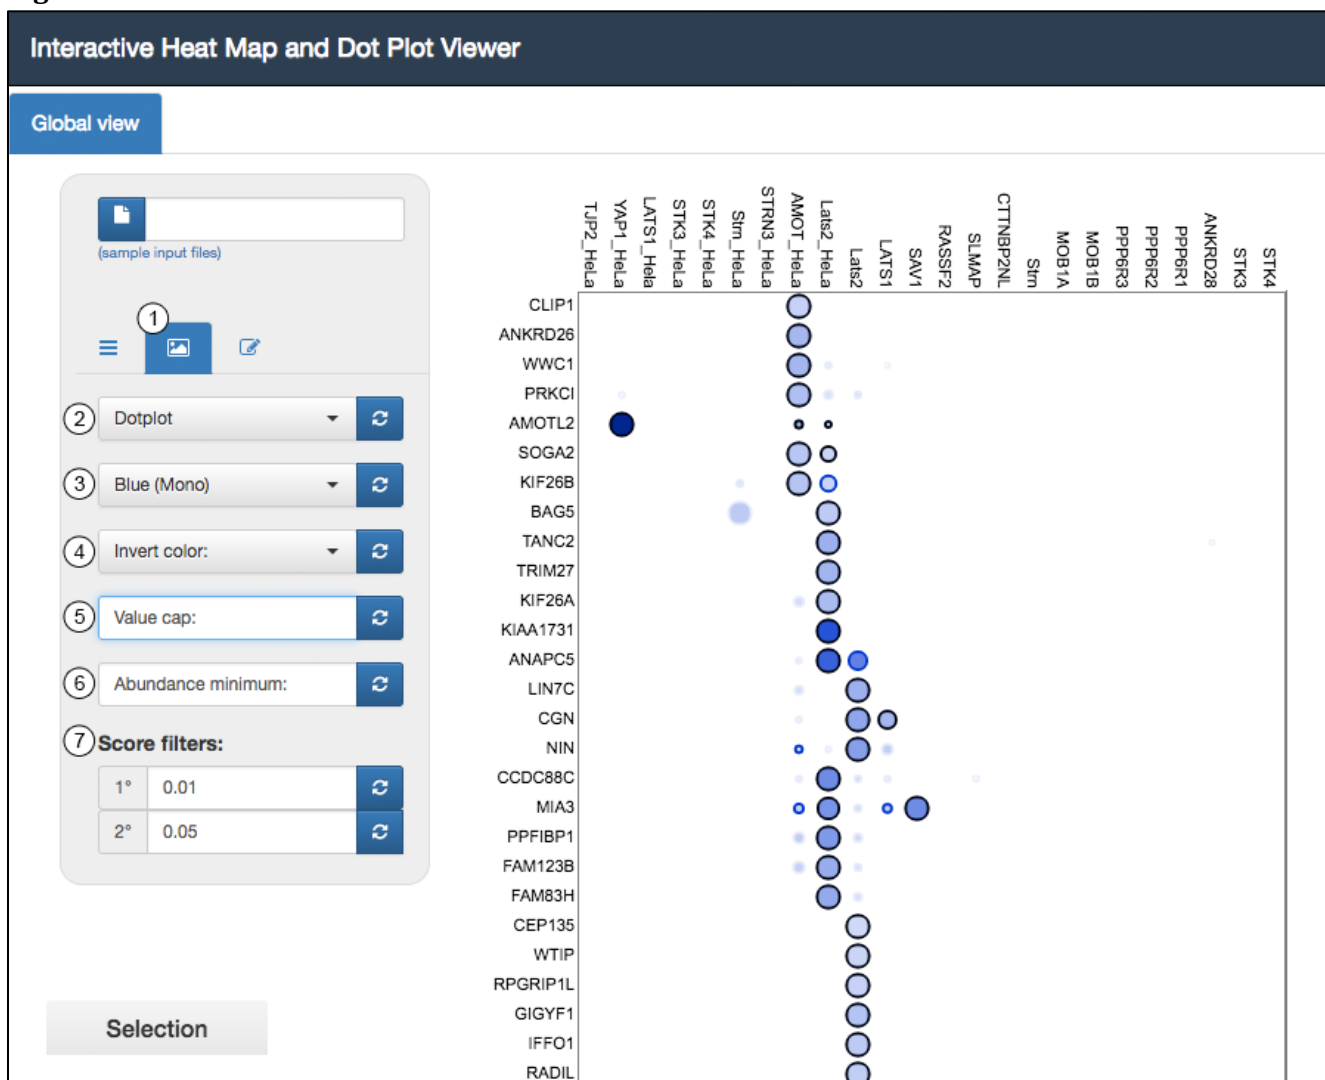 Interactive Heat Map and Dot Plot Viewer
Global view
(sample input files)
1
2 Dotplot
3 Blue (Mono)
4 Invert color:
5 Value cap:
6 Abundance minimum:
7 Score filters:
1° 0.01
2° 0.05
Selection
TJP2_HeLa
YAP1_HeLa
LATS1_Hela
STK3_HeLa
STK4_HeLa
Strn_HeLa
STRN3_HeLa
AMOT_HeLa
Lats2_HeLa
Lats2
LATS1
SAV1
RASSF2
SLMAP
CTTNBP2NL
Strn
MOB1A
MOB1B
PPP6R3
PPP6R2
PPP6R1
ANKRD28
STK3
STK4
CLIP1
ANKRD26
WWC1
PRKCI
AMOTL2
SOGA2
KIF26B
BAG5
TANC2
TRIM27
KIF26A
KIAA1731
ANAPC5
LIN7C
CGN
NIN
CCDC88C
MIA3
PPFIBP1
FAM123B
FAM83H
CEP135
WTIP
RPGRIP1L
GIGYF1
IFFO1
RADIL